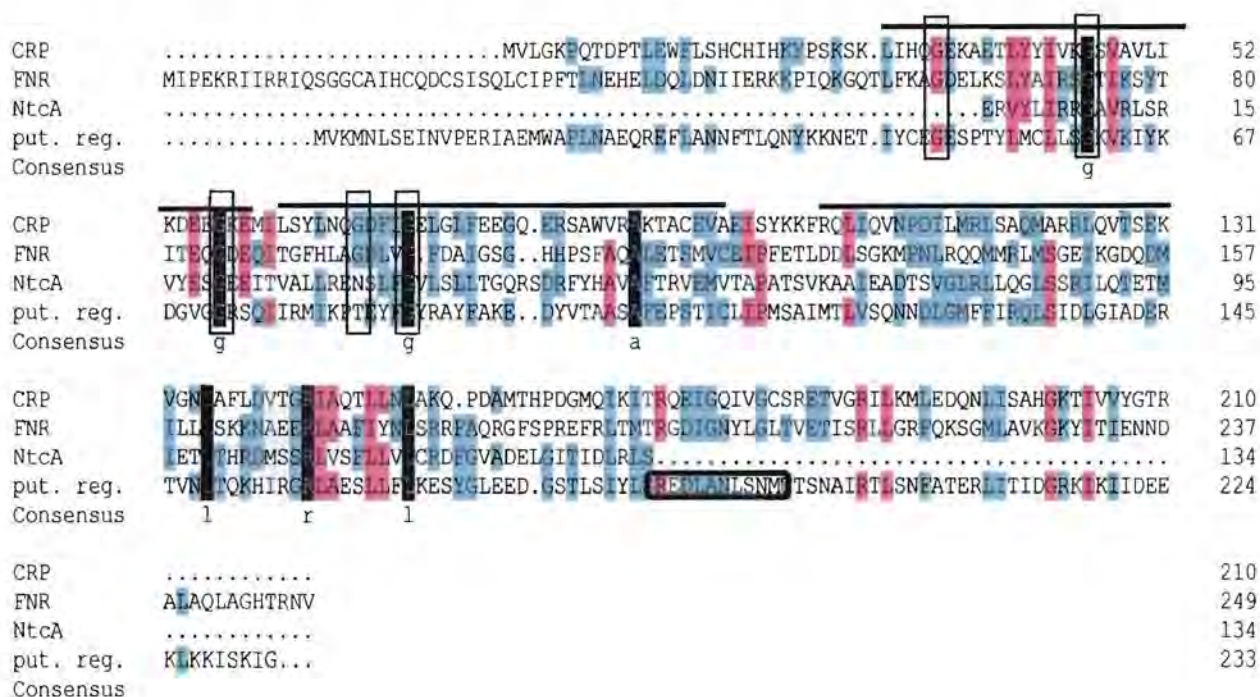 CRP ...........................MVLGKPQTDPTLEWFLSHCHIHKYPSKSK.LIHQGEKAETLYYIVKGSVAVLI 52
FNR MIPEKRIIRRIQSGGCAIHCQDCSISQLCIPFTLNEHELDQLDNIIERKKPIQKGQTLFKAGDELKSLYAIRSGTIKSYT 80
NtcA .................................................................ERVYLIRRGAVRLSR 15
put. reg. ............MVKMNLSEINVPERIAEMWAPLNAEQREFLANNFTLQNYKKNET.IYCEGESPTYLMCLLSGKVKIYK 67
Consensus g
CRP KDEEGKEMILSYLNQGDFIGELGLFEEGQ.ERSAWVRAKTACEVAEISYKKFRQLIQVNPDILMRLSAQMARRLQVTSEK 131
FNR ITEQGDEQITGFHLAGDLVGFDAIGSG..HHPSFAQALETSMVCEIPFETLDDLSGKMPNLRQQMMRLMSGEIKGDQDM 157
NtcA VYESGEEITVALLRENSLFGVLSLLTGQRSDRFYHAVAFTRVEMVTAPATSVKAAIEADTSVGLRLLQGLSSRILQTETM 95
put. reg. DGVGGRSQLIRMIKPTEYFGYRAYFAKE..DYVTAASAFEPSTICLIPMSAIMTLVSQNNDLGMFFIRQLSIDLGIADER 145
Consensus g g a
CRP VGNLAFLDVTGRIAQTLLNLAKQ.PDAMTHPDGMQIKITRQEIGQIVGCSRETVGRILKMLEDQNLISAHGKTIVVYGTR 210
FNR ILLLSKKNAEERLAAFIYNLSRRFAQRGFSPREFRLTMTRGDIGNYLGLTVETISRLLGRFQKSGMLAVKGKYITIENND 237
NtcA IETLTHRDMSSRLVSFLLVLCRDFGVADELGITIDLRLS......................................... 134
put. reg. TVNLTQKHIRGRLAESLLFLKESYGLEED.GSTLSIYLSREDLANLSNMTTSNAIRTLSNFATERLITIDGRKIKIIDEE 224
Consensus l r l
CRP ............ 210
FNR ALAQLAGHTRNV 249
NtcA ............ 134
put. reg. KLKKISKIG... 233
Consensus